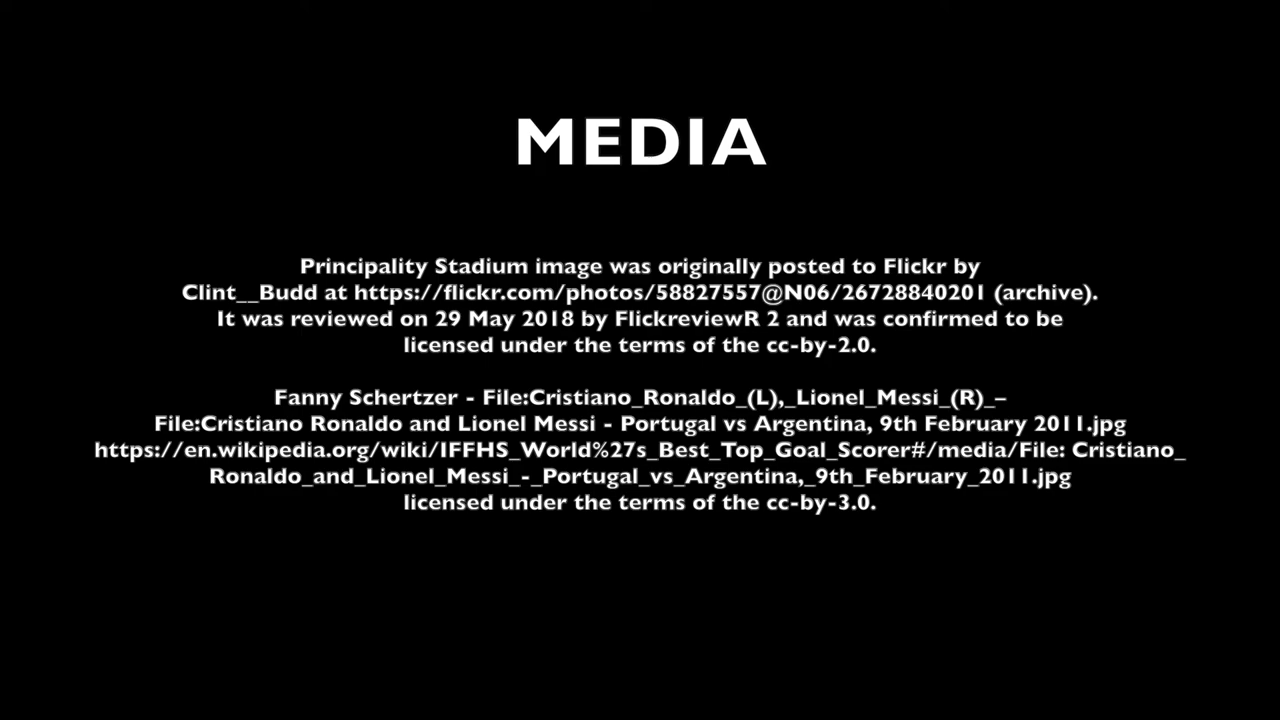 MEDIA
Principality Stadium image was originally posted to Flickr by
Clint__Budd at https://flickr.com/photos/58827557@N06/26728840201 (archive).
It was reviewed on 29 May 2018 by FlickreviewR 2 and was confirmed to be
licensed under the terms of the cc-by-2.0.
Fanny Schertzer - File:Cristiano_Ronaldo_(L),_Lionel_Messi_(R)_–
File:Cristiano Ronaldo and Lionel Messi - Portugal vs Argentina, 9th February 2011.jpg
https://en.wikipedia.org/wiki/IFFHS_World%27s_Best_Top_Goal_Scorer#/media/File: Cristiano_
Ronaldo_and_Lionel_Messi_-_Portugal_vs_Argentina,_9th_February_2011.jpg
licensed under the terms of the cc-by-3.0.